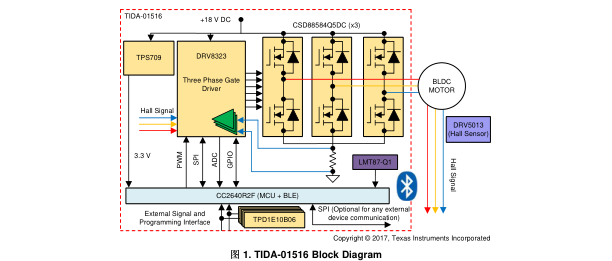 TIDA-01516
+18 V DC
CSD88584Q5DC (x3)
TPS709
DRV8323
Three Phase Gate
Driver
BLDC
MOTOR
Hall Signal
DRV5013
(Hall Sensor)
3.3 V
PWM
SPI
ADC
GPIO
LMT87-Q1
Hall Signal
CC2640R2F (MCU + BLE)
External Signal and
Programming Interface
TPD1E10B06
SPI (Optional for any external
device communication)
Copyright © 2017, Texas Instruments Incorporated
图 1. TIDA-01516 Block Diagram